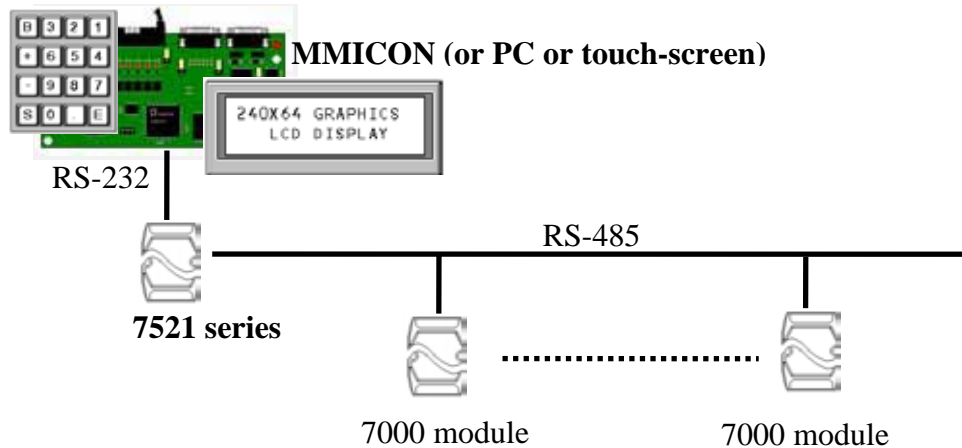 B 3 2 1
+ 6 5 4
- 9 8 7
S 0 . E
MMICON (or PC or touch-screen)
240X64 GRAPHICS
LCD DISPLAY
RS-232
RS-485
7521 series
7000 module
7000 module